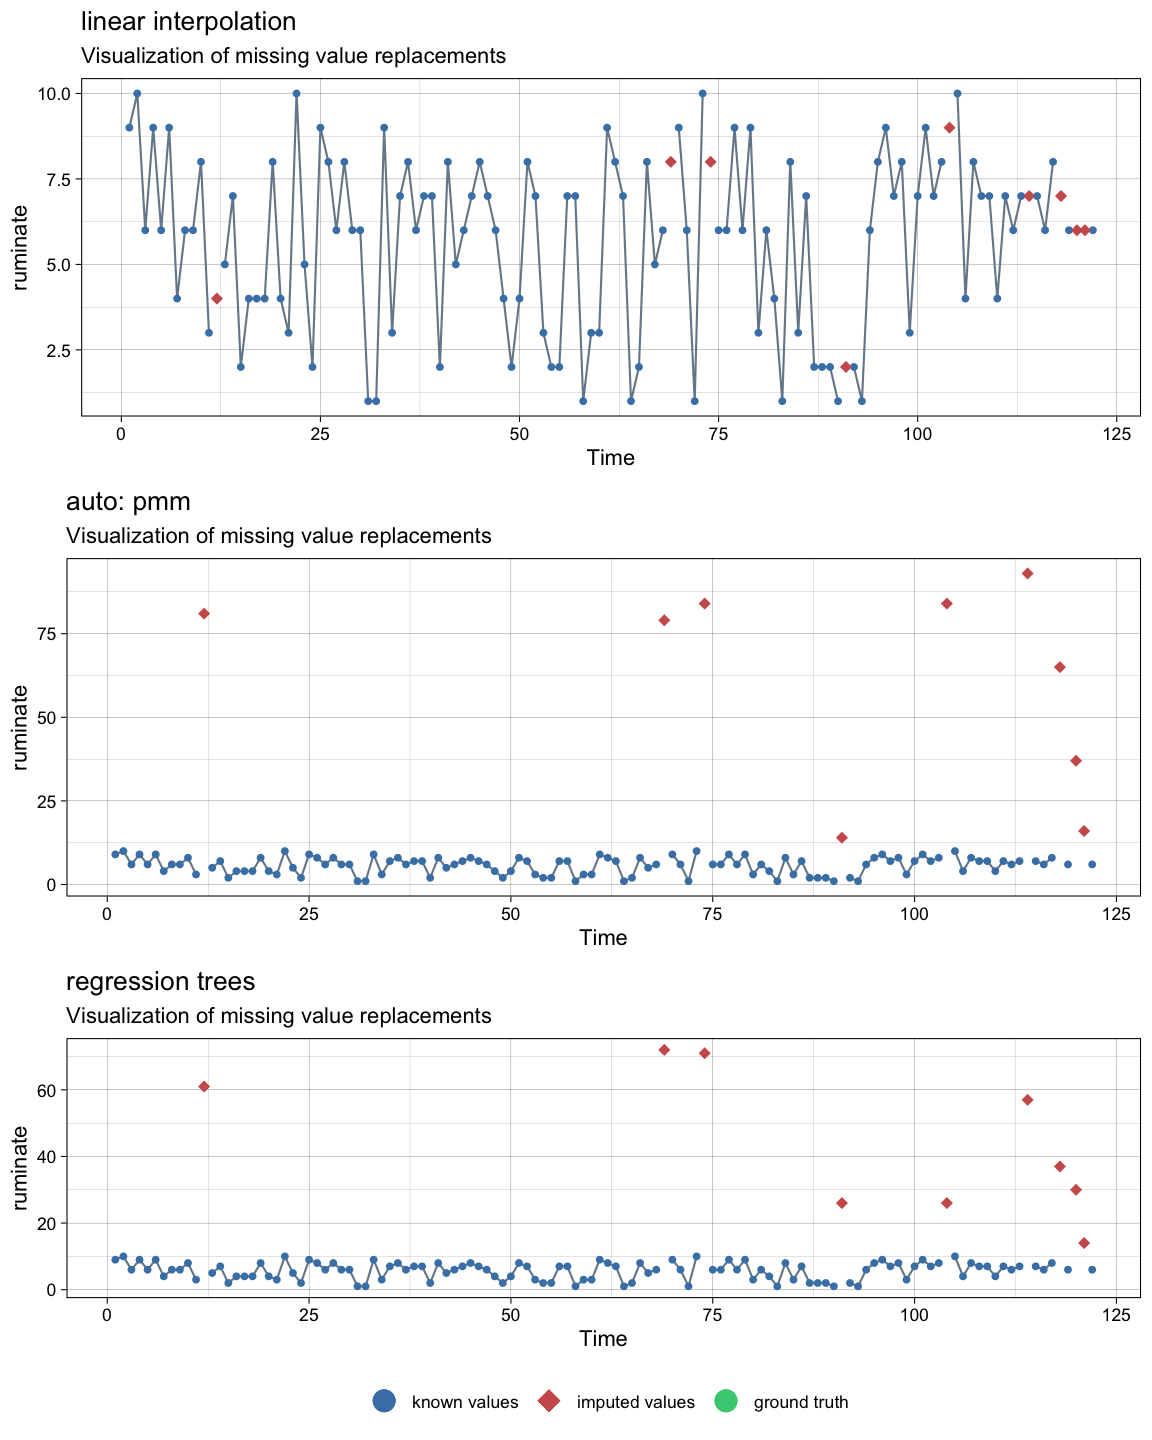 linear interpolation
Visualization of missing value replacements
10.0
7.5
5.0
2.5
ruminate
0 25 50 75 100 125
Time
auto: pmm
Visualization of missing value replacements
75
50
25
0
ruminate
0 25 50 75 100 125
Time
regression trees
Visualization of missing value replacements
60
40
20
0
ruminate
0 25 50 75 100 125
Time
known values imputed values ground truth